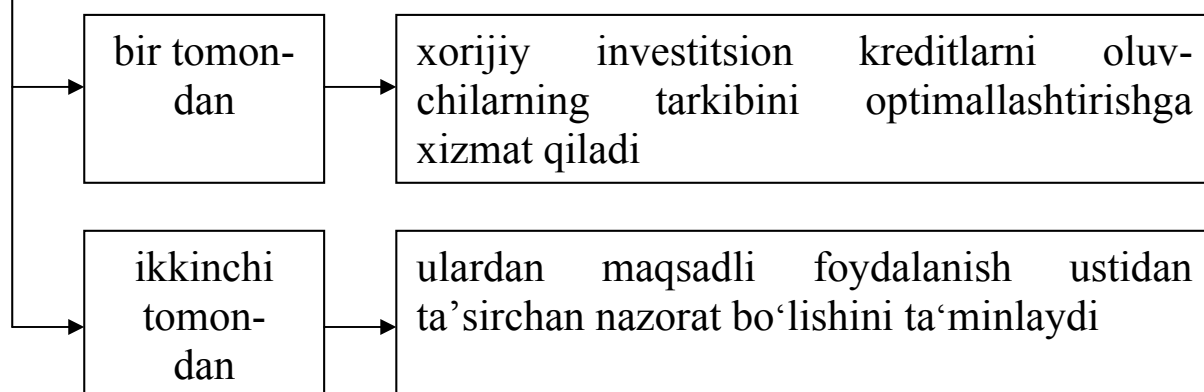 bir tomon-
dan
xorijiy investitsion kreditlarni oluv-
chilarning tarkibini optimallashtirishga
xizmat qiladi
ikkinchi
tomon-
dan
ulardan maqsadli foydalanish ustidan
ta’sirchan nazorat bo‘lishini ta‘minlaydi